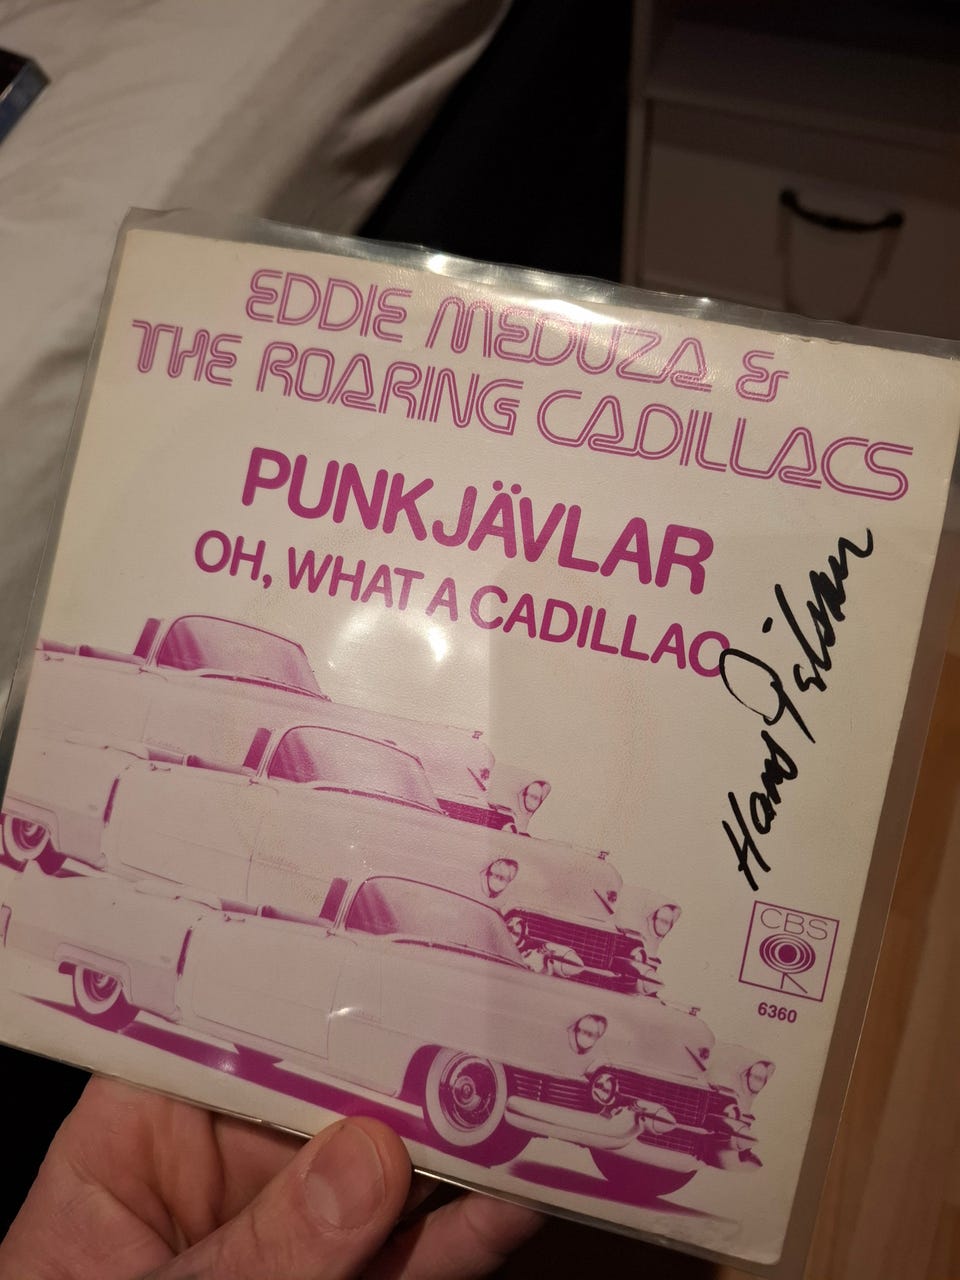 EDDIE MEDUZA &
THE ROARING CADILLACS
PUNKJÄVLAR
OH, WHAT A CADILLAC
Hans
CBS
6360